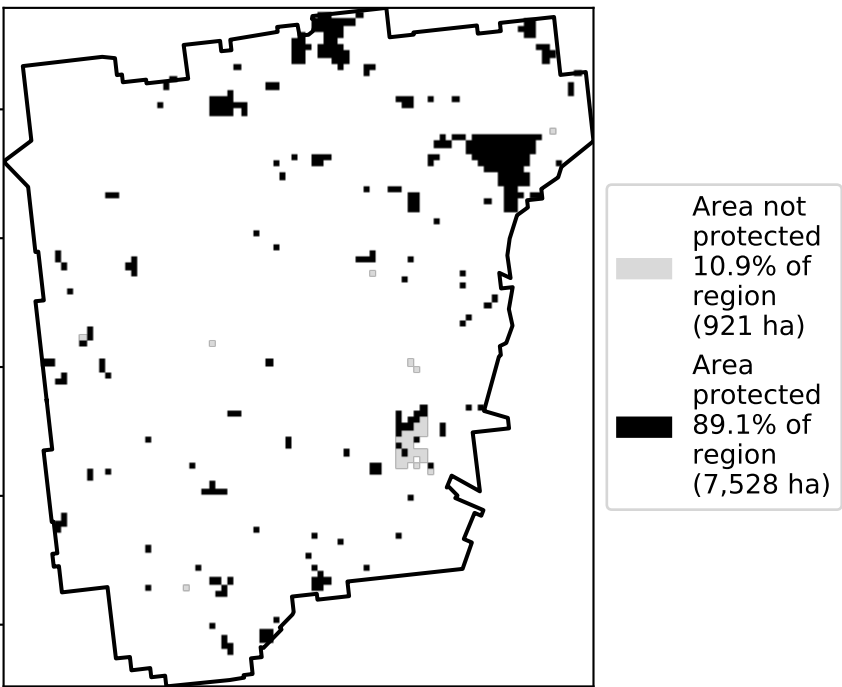 Area not
protected
10.9% of
region
(921 ha)
Area
protected
89.1% of
region
(7,528 ha)